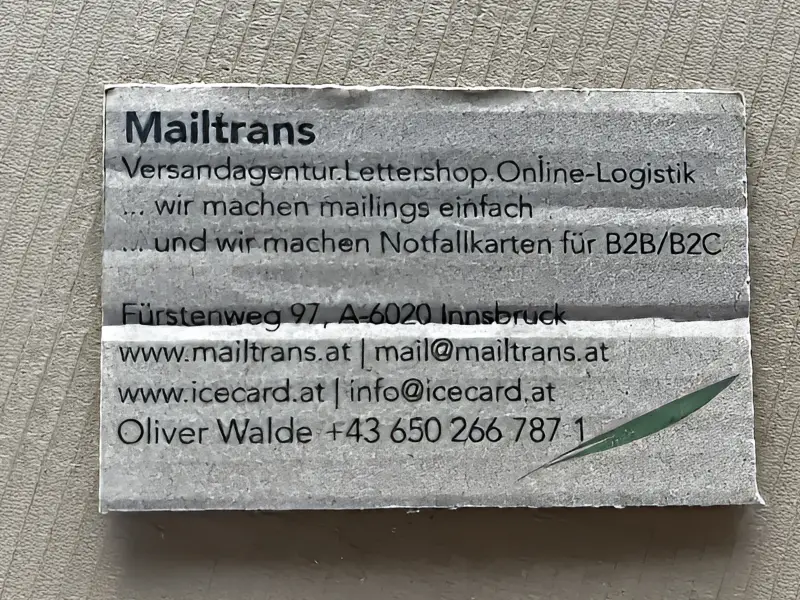 Mailtrans
Versandagentur.Lettershop.Online-Logistik
... wir machen mailings einfach
... und wir machen Notfallkarten für B2B/B2C
Fürstenweg 97, A-6020 Innsbruck
www.mailtrans.at | mail@mailtrans.at
www.icecard.at | info@icecard.at
Oliver Walde +43 650 266 787 1